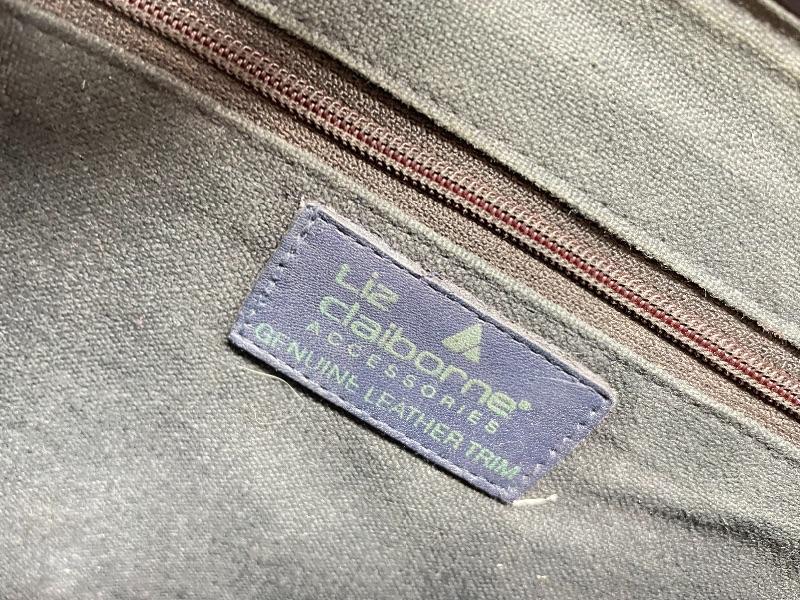 Liz
claiborne®
ACCESSORIES
GENUINE LEATHER TRIM